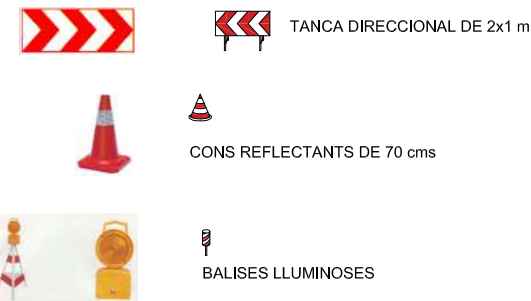 TANCA DIRECCIONAL DE 2x1 m
CONS REFLECTANTS DE 70 cms
BALISES LLUMINOSES